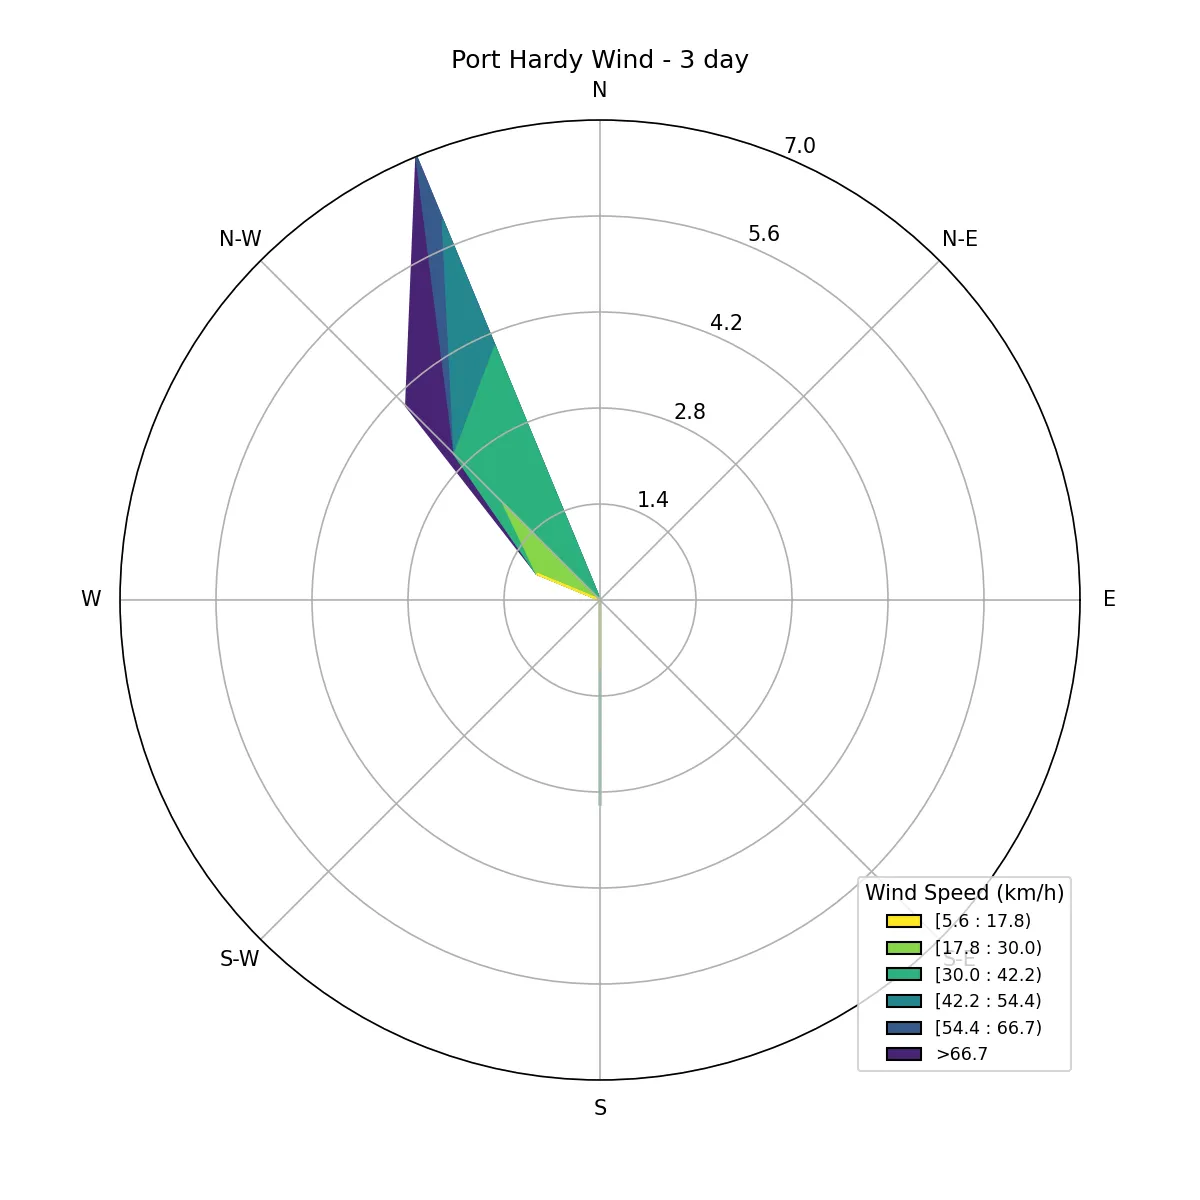 Port Hardy Wind - 3 day
N
7.0
N-W
N-E
5.6
4.2
2.8
1.4
W
E
S-W
S-E
S
Wind Speed (km/h)
[5.6 : 17.8)
[17.8 : 30.0)
[30.0 : 42.2)
[42.2 : 54.4)
[54.4 : 66.7)
>66.7